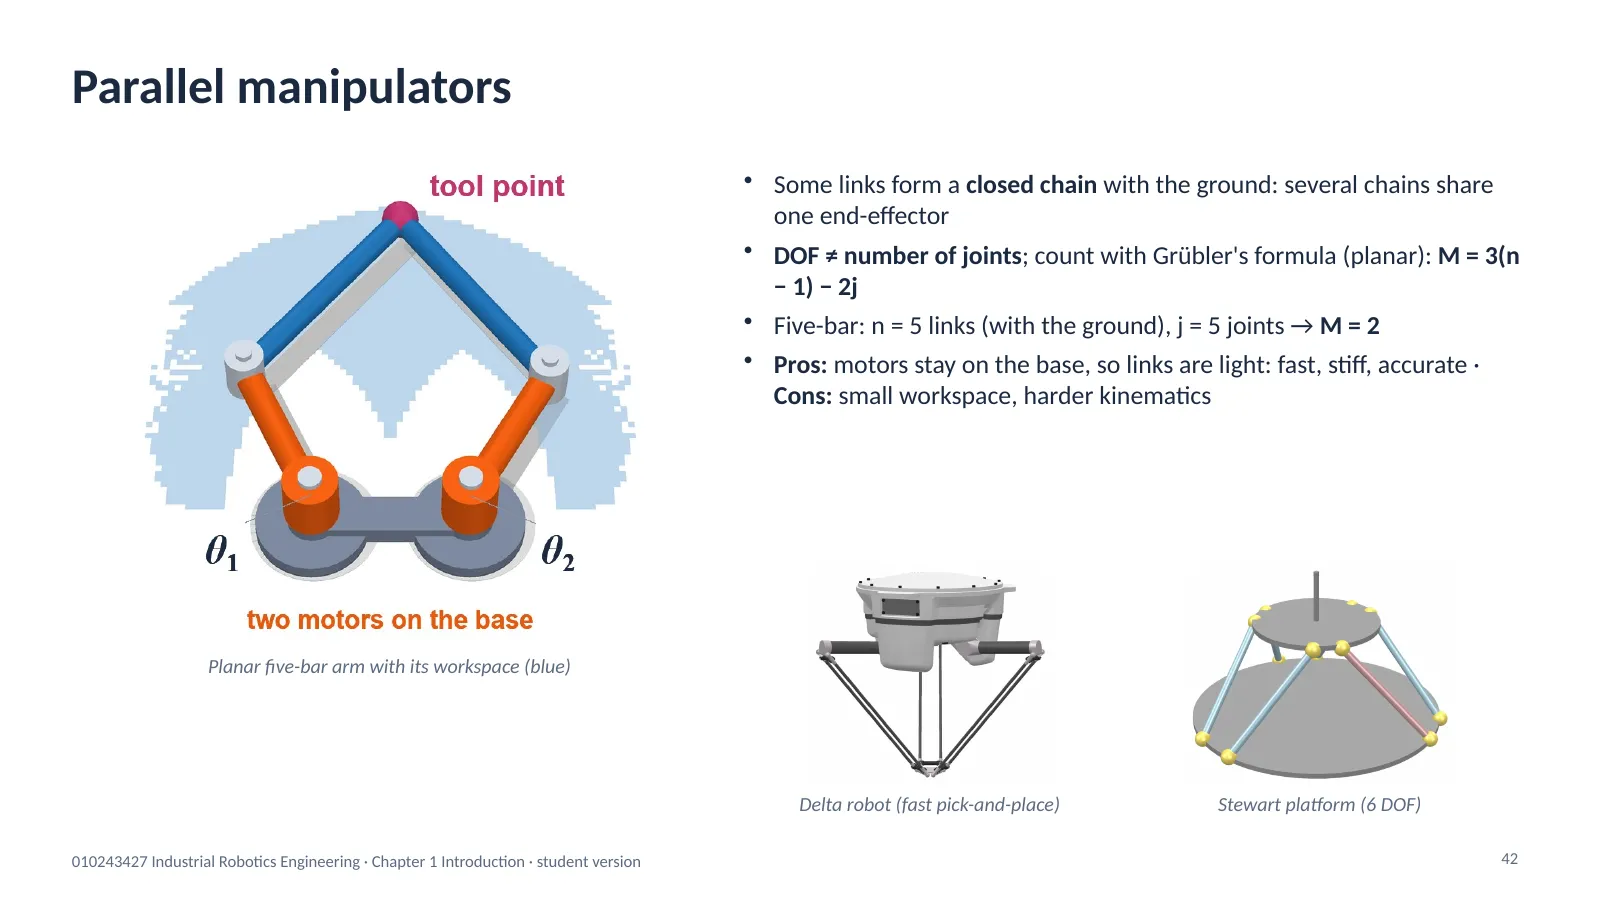 Parallel manipulators
tool point
θ1
θ2
two motors on the base
Planar five-bar arm with its workspace (blue)
• Some links form a closed chain with the ground: several chains share
one end-effector
• DOF ≠ number of joints; count with Grübler's formula (planar): M = 3(n
− 1) − 2j
• Five-bar: n = 5 links (with the ground), j = 5 joints → M = 2
• Pros: motors stay on the base, so links are light: fast, stiff, accurate ·
Cons: small workspace, harder kinematics
Delta robot (fast pick-and-place)
Stewart platform (6 DOF)
010243427 Industrial Robotics Engineering · Chapter 1 Introduction · student version
42